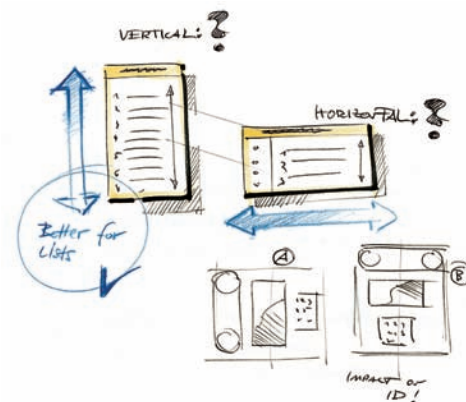 VERTICAL:
HORIZONTAL:
Better for
Lists
A
B
IMPACT on
ID!